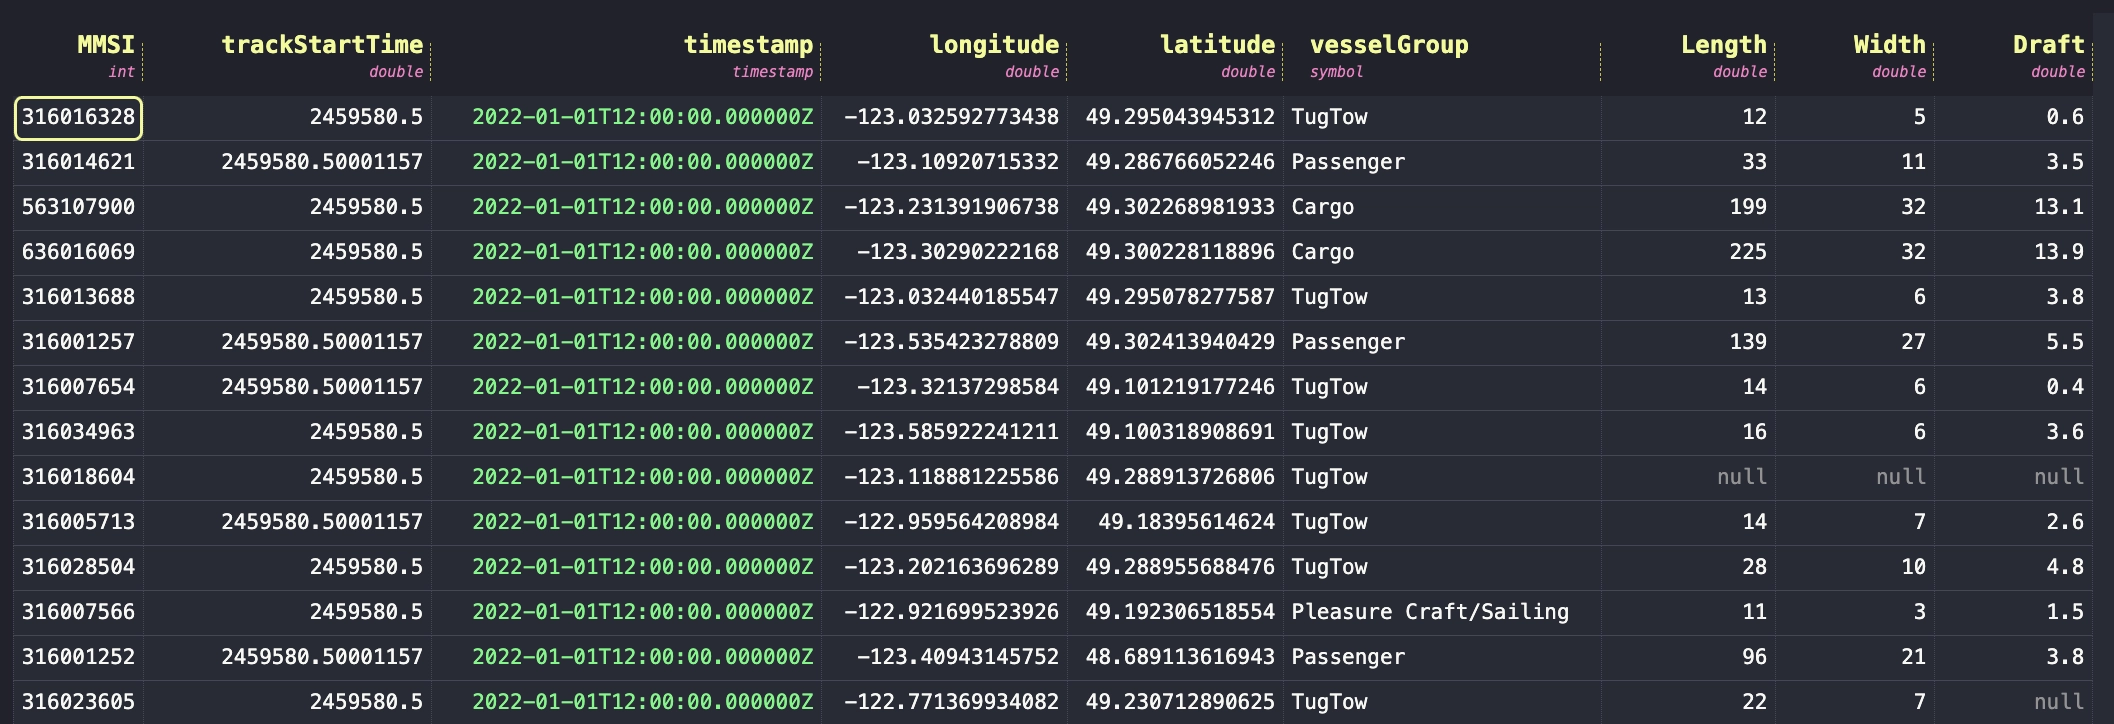 MMSI trackStartTime timestamp longitude latitude vesselGroup Length Width Draft
int double timestamp double double symbol double double double
316016328 2459580.5 2022-01-01T12:00:00.000000Z -123.032592773438 49.295043945312 TugTow 12 5 0.6
316014621 2459580.50001157 2022-01-01T12:00:00.000000Z -123.10920715332 49.286766052246 Passenger 33 11 3.5
563107900 2459580.5 2022-01-01T12:00:00.000000Z -123.231391906738 49.302268981933 Cargo 199 32 13.1
636016069 2459580.5 2022-01-01T12:00:00.000000Z -123.30290222168 49.300228118896 Cargo 225 32 13.9
316013688 2459580.5 2022-01-01T12:00:00.000000Z -123.032440185547 49.295078277587 TugTow 13 6 3.8
316001257 2459580.50001157 2022-01-01T12:00:00.000000Z -123.535423278809 49.302413940429 Passenger 139 27 5.5
316007654 2459580.50001157 2022-01-01T12:00:00.000000Z -123.32137298584 49.101219177246 TugTow 14 6 0.4
316034963 2459580.5 2022-01-01T12:00:00.000000Z -123.585922241211 49.100318908691 TugTow 16 6 3.6
316018604 2459580.5 2022-01-01T12:00:00.000000Z -123.118881225586 49.288913726806 TugTow null null null
316005713 2459580.50001157 2022-01-01T12:00:00.000000Z -122.959564208984 49.18395614624 TugTow 14 7 2.6
316028504 2459580.5 2022-01-01T12:00:00.000000Z -123.202163696289 49.288955688476 TugTow 28 10 4.8
316007566 2459580.5 2022-01-01T12:00:00.000000Z -122.921699523926 49.192306518554 Pleasure Craft/Sailing 11 3 1.5
316001252 2459580.50001157 2022-01-01T12:00:00.000000Z -123.40943145752 48.689113616943 Passenger 96 21 3.8
316023605 2459580.5 2022-01-01T12:00:00.000000Z -122.771369934082 49.230712890625 TugTow 22 7 null